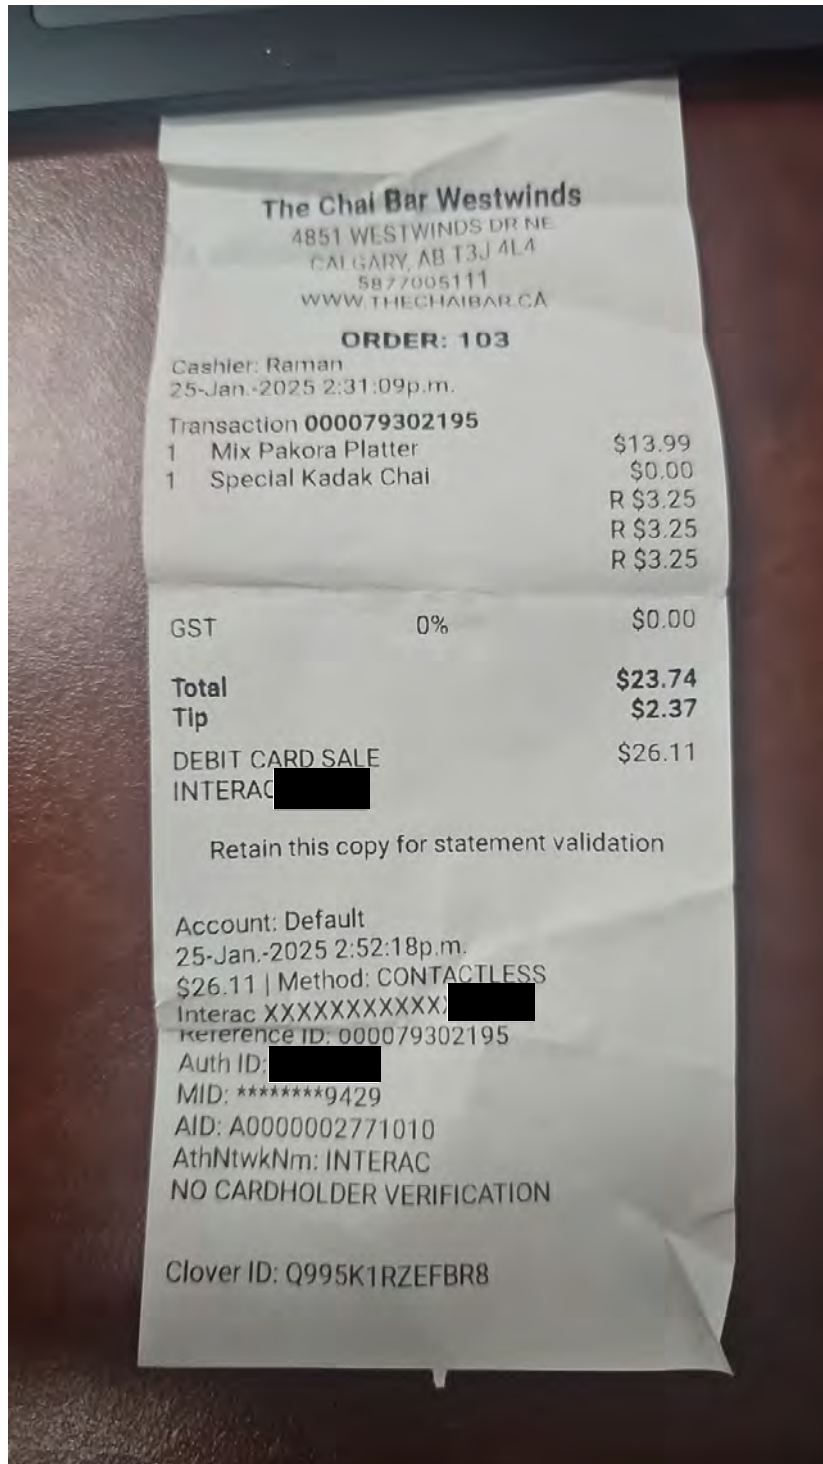 The Chai Bar Westwinds
4851 WESTWINDS DR NE
CALGARY, AB T3J 4L4
5877005111
WWW.THECHAIBAR.CA
ORDER: 103
Cashier: Raman
25-Jan.-2025 2:31:09p.m.
Transaction 000079302195
1 Mix Pakora Platter $13.99
1 Special Kadak Chai $0.00
R $3.25
R $3.25
R $3.25
GST 0% $0.00
Total $23.74
Tip $2.37
DEBIT CARD SALE $26.11
INTERAC
Retain this copy for statement validation
Account: Default
25-Jan.-2025 2:52:18p.m.
$26.11 | Method: CONTACTLESS
Interac XXXXXXXXXXXX
Reference ID: 000079302195
Auth ID:
MID: ********9429
AID: A0000002771010
AthNtwkNm: INTERAC
NO CARDHOLDER VERIFICATION
Clover ID: Q995K1RZEFBR8